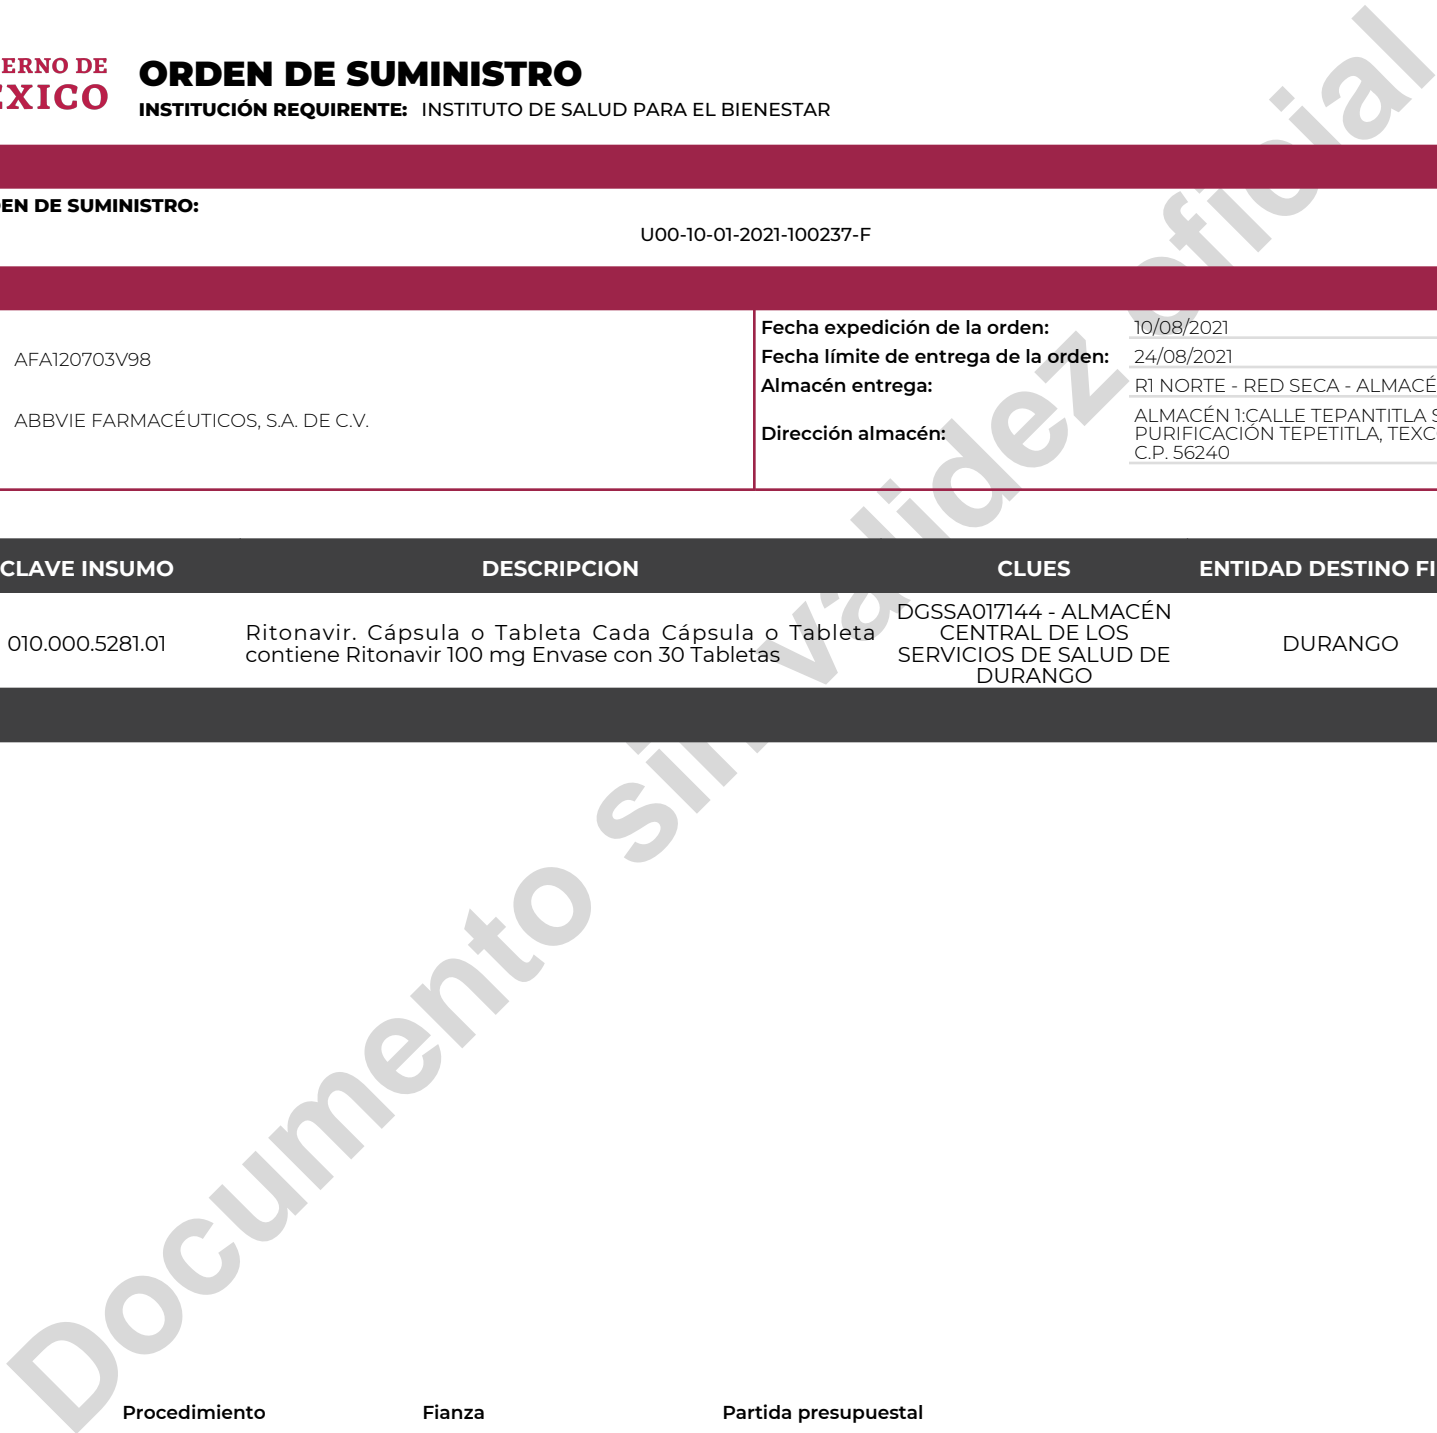 ERNO DE
ORDEN DE SUMINISTRO
INSTITUCIÓN REQUIRENTE: INSTITUTO DE SALUD PARA EL BIENESTAR
EN DE SUMINISTRO:
U00-10-01-2021-100237-F
AFA120703V98
ABBVIE FARMACÉUTICOS, S.A. DE C.V.
Fecha expedición de la orden: 10/08/2021
Fecha límite de entrega de la orden: 24/08/2021
Almacén entrega: R1 NORTE - RED SECA - ALMACÉ
Dirección almacén:
ALMACÉN 1:CALLE TEPANTITLA S
PURIFICACIÓN TEPETITLA, TEXC
C.P. 56240
CLAVE INSUMO DESCRIPCION CLUES ENTIDAD DESTINO FI
010.000.5281.01
Ritonavir. Cápsula o Tableta Cada Cápsula o Tableta
contiene Ritonavir 100 mg Envase con 30 Tabletas
DGSSA017144 - ALMACÉN
CENTRAL DE LOS
SERVICIOS DE SALUD DE
DURANGO
DURANGO
Documento sin validez oficial
Procedimiento Fianza Partida presupuestal